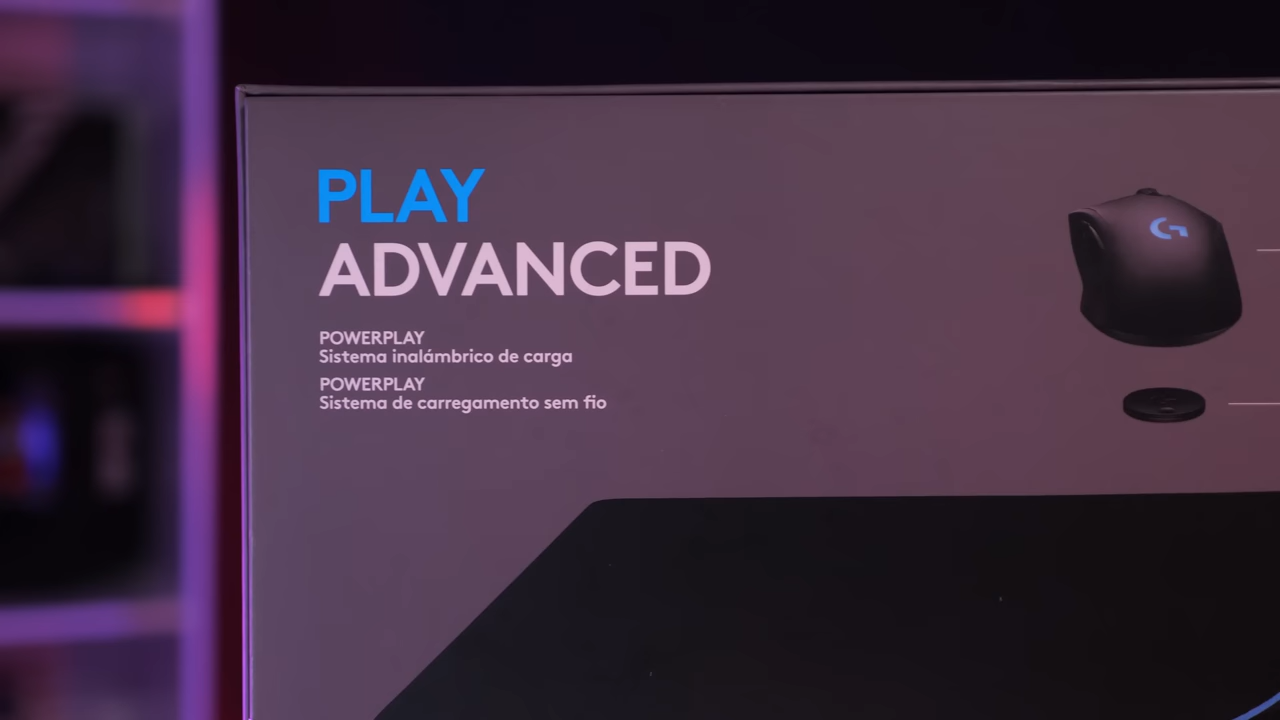 PLAY
ADVANCED
POWERPLAY
Sistema inalámbrico de carga
POWERPLAY
Sistema de carregamento sem fio